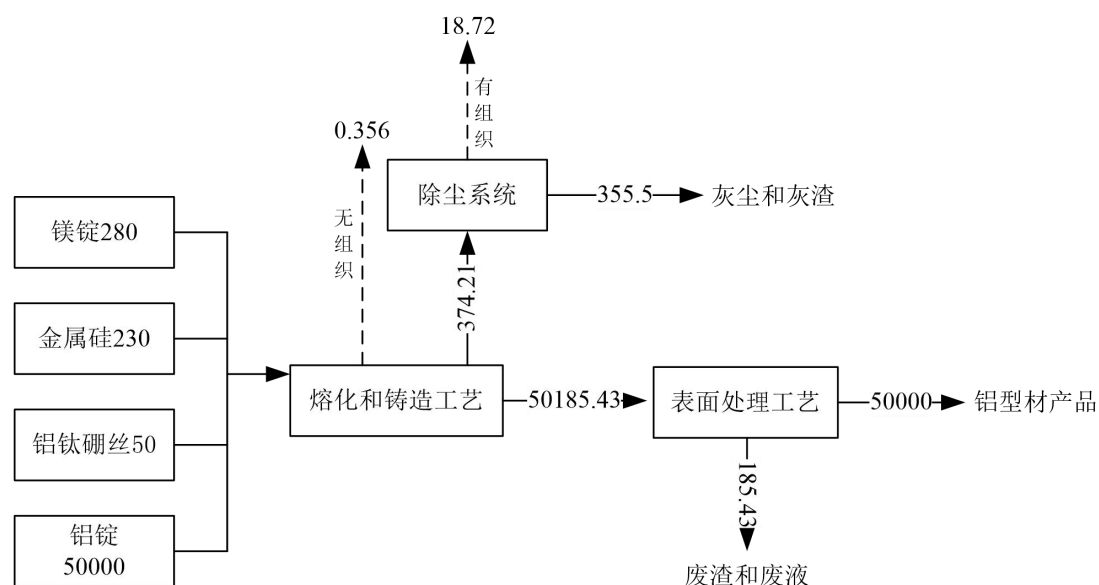 18.72
有组织
0.356
无组织
除尘系统
355.5
灰尘和灰渣
374.21
镁锭280
金属硅230
铝钛硼丝50
铝锭
50000
熔化和铸造工艺
50185.43
表面处理工艺
50000
铝型材产品
185.43
废渣和废液